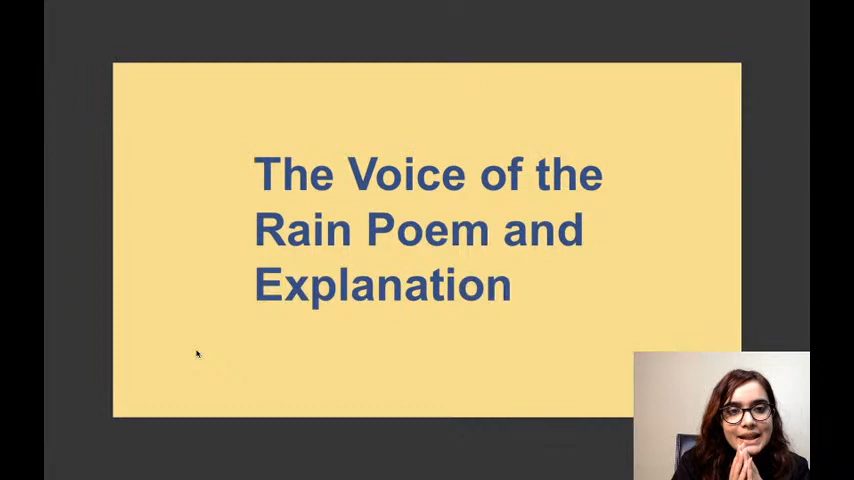 The Voice of the
Rain Poem and
Explanation